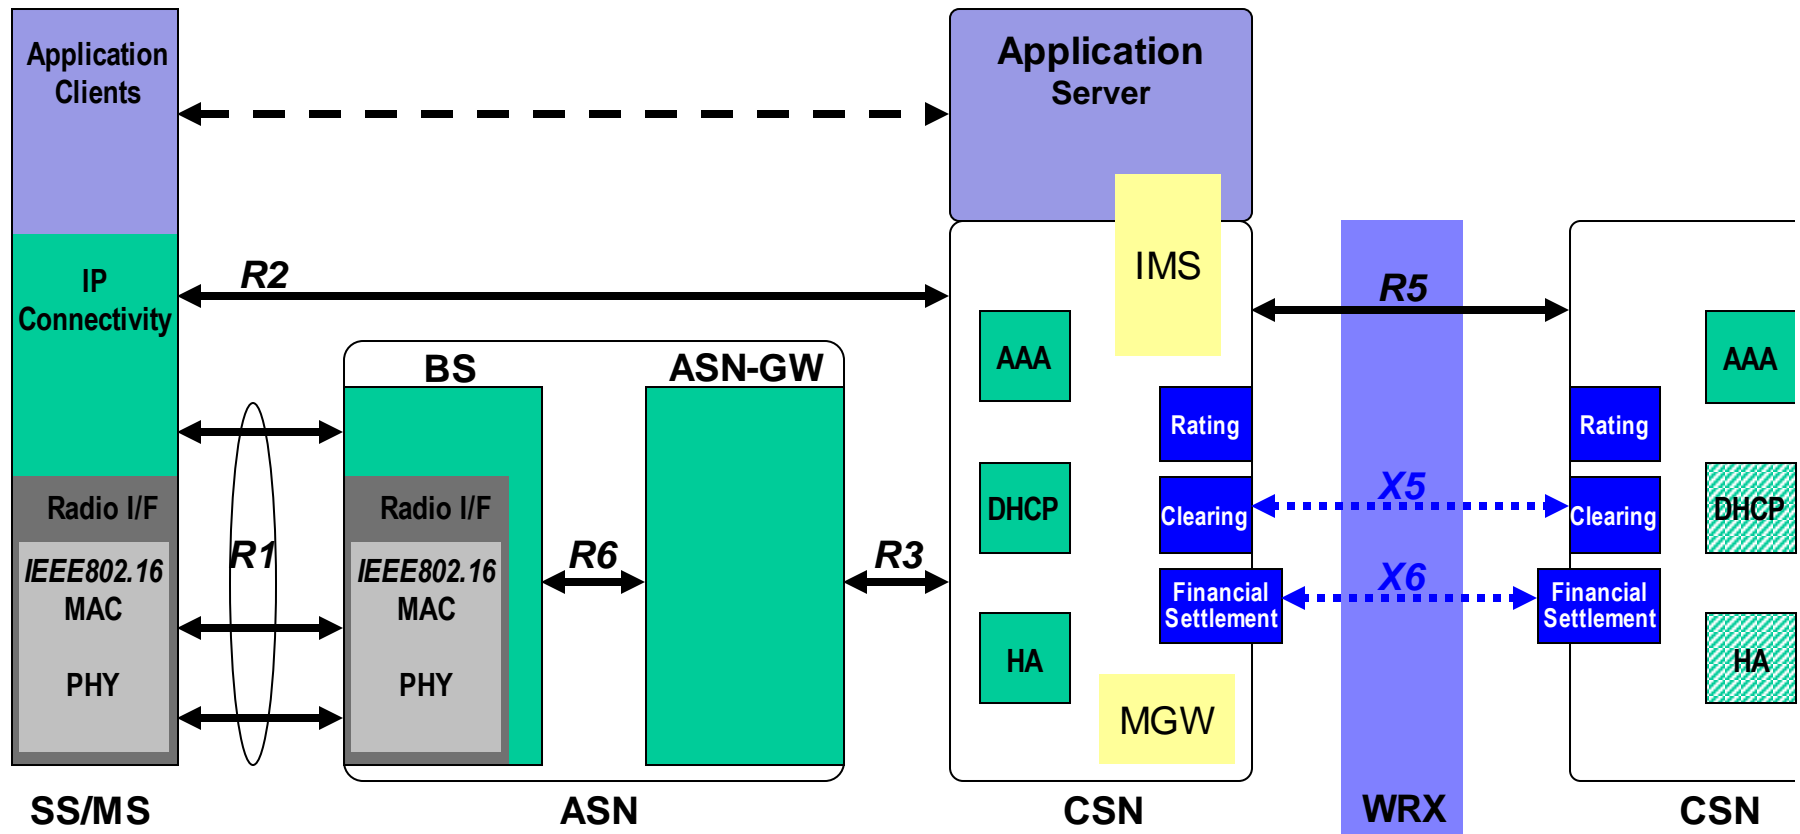 Application
Clients
IP
Connectivity
Radio I/F
IEEE802.16
MAC
PHY
SS/MS
R2
R1
BS
Radio I/F
IEEE802.16
MAC
PHY
R6
ASN-GW
ASN
R3
Application
Server
IMS
AAA
DHCP
HA
Rating
Clearing
Financial
Settlement
MGW
CSN
R5
X5
X6
WRX
Rating
Clearing
Financial
Settlement
AAA
DHCP
HA
CSN